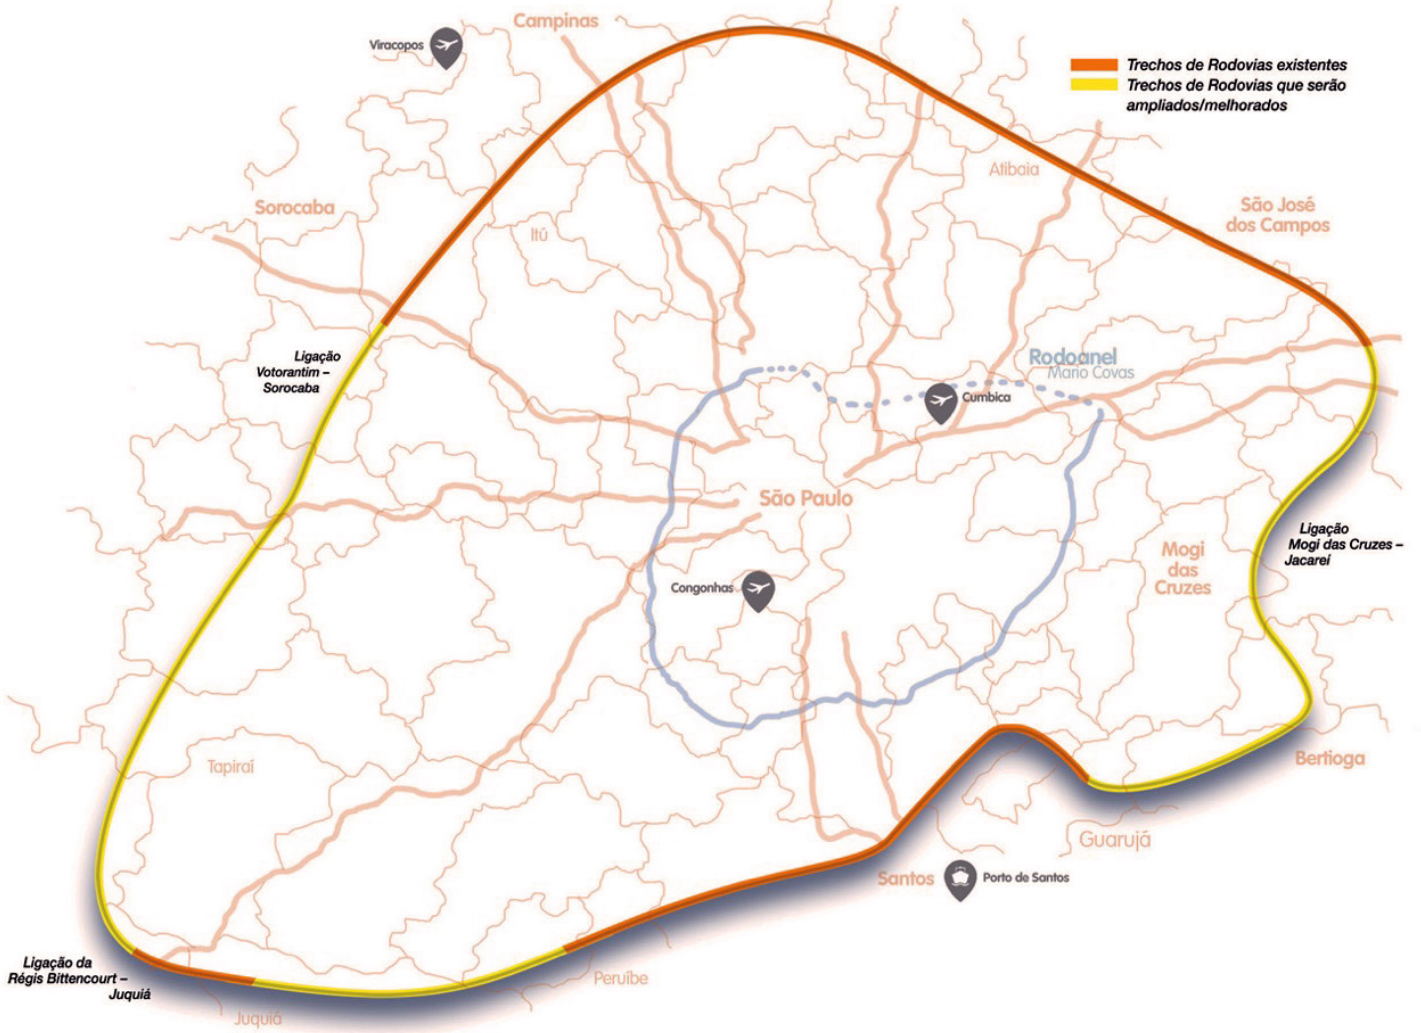 Campinas
Viracopos
Trechos de Rodovias existentes
Trechos de Rodovias que serão
ampliados/melhorados
Atibaia
Sorocaba
São José
dos Campos
Itú
Ligação
Votorantim –
Sorocaba
Rodoanel
Mario Covas
Cumbica
São Paulo
Ligação
Mogi das Cruzes –
Jacareí
Mogi
das
Cruzes
Congonhas
Tapiraí
Bertioga
Guarujá
Santos
Porto de Santos
Ligação da
Régis Bittencourt –
Juquiá
Peruíbe
Juquiá